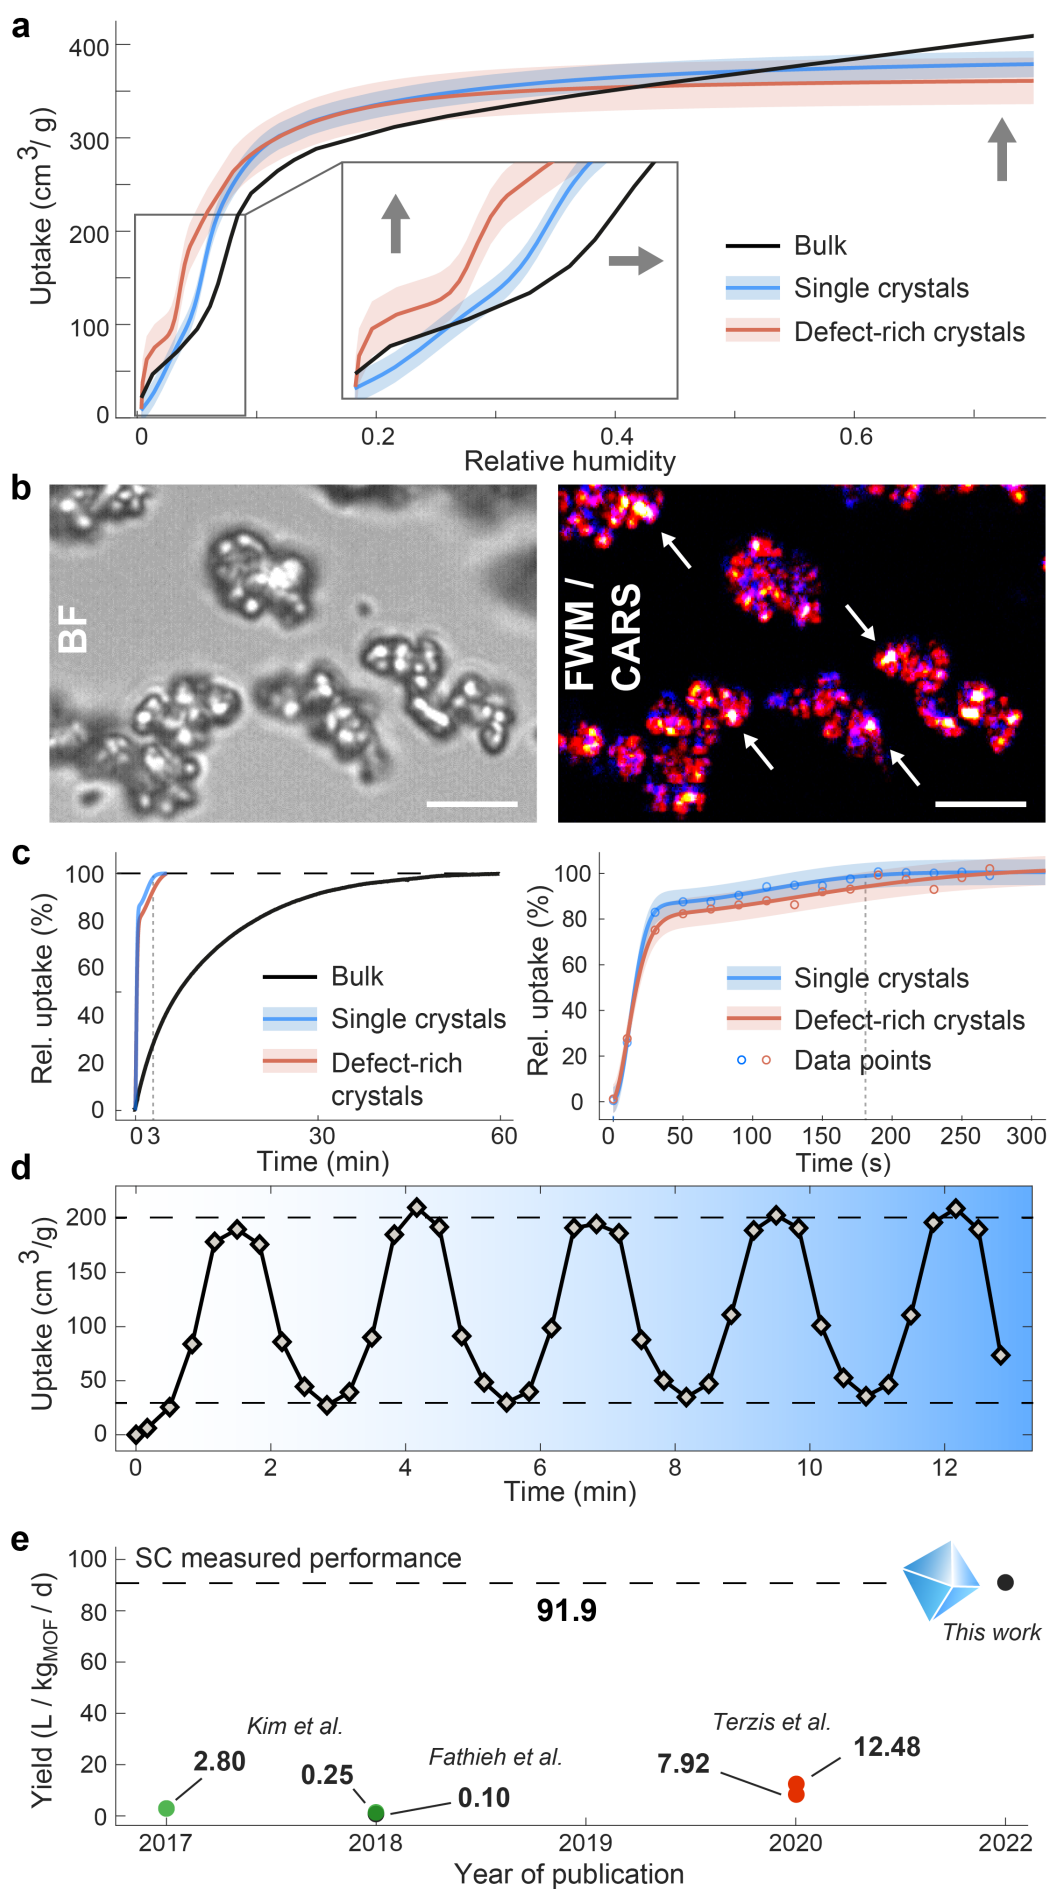 a
400
300
200
100
0
Uptake (cm3/ g)
Bulk
Single crystals
Defect-rich crystals
0 0.2 0.4 0.6
Relative humidity
b
BF
FWM /
CARS
c
100
80
60
40
20
0
Rel. uptake (%)
Bulk
Single crystals
Defect-rich
crystals
0 3 30 60
Time (min)
100
80
60
40
20
0
Rel. uptake (%)
Single crystals
Defect-rich crystals
Data points
0 50 100 150 200 250 300
Time (s)
d
200
150
100
50
0
Uptake (cm3/g)
0 2 4 6 8 10 12
Time (min)
e
100
80
60
40
20
0
Yield (L / kgMOF / d)
SC measured performance
91.9
This work
Kim et al.
2.80
0.25
Fathieh et al.
0.10
Terzis et al.
7.92
12.48
2017 2018 2019 2020 2022
Year of publication